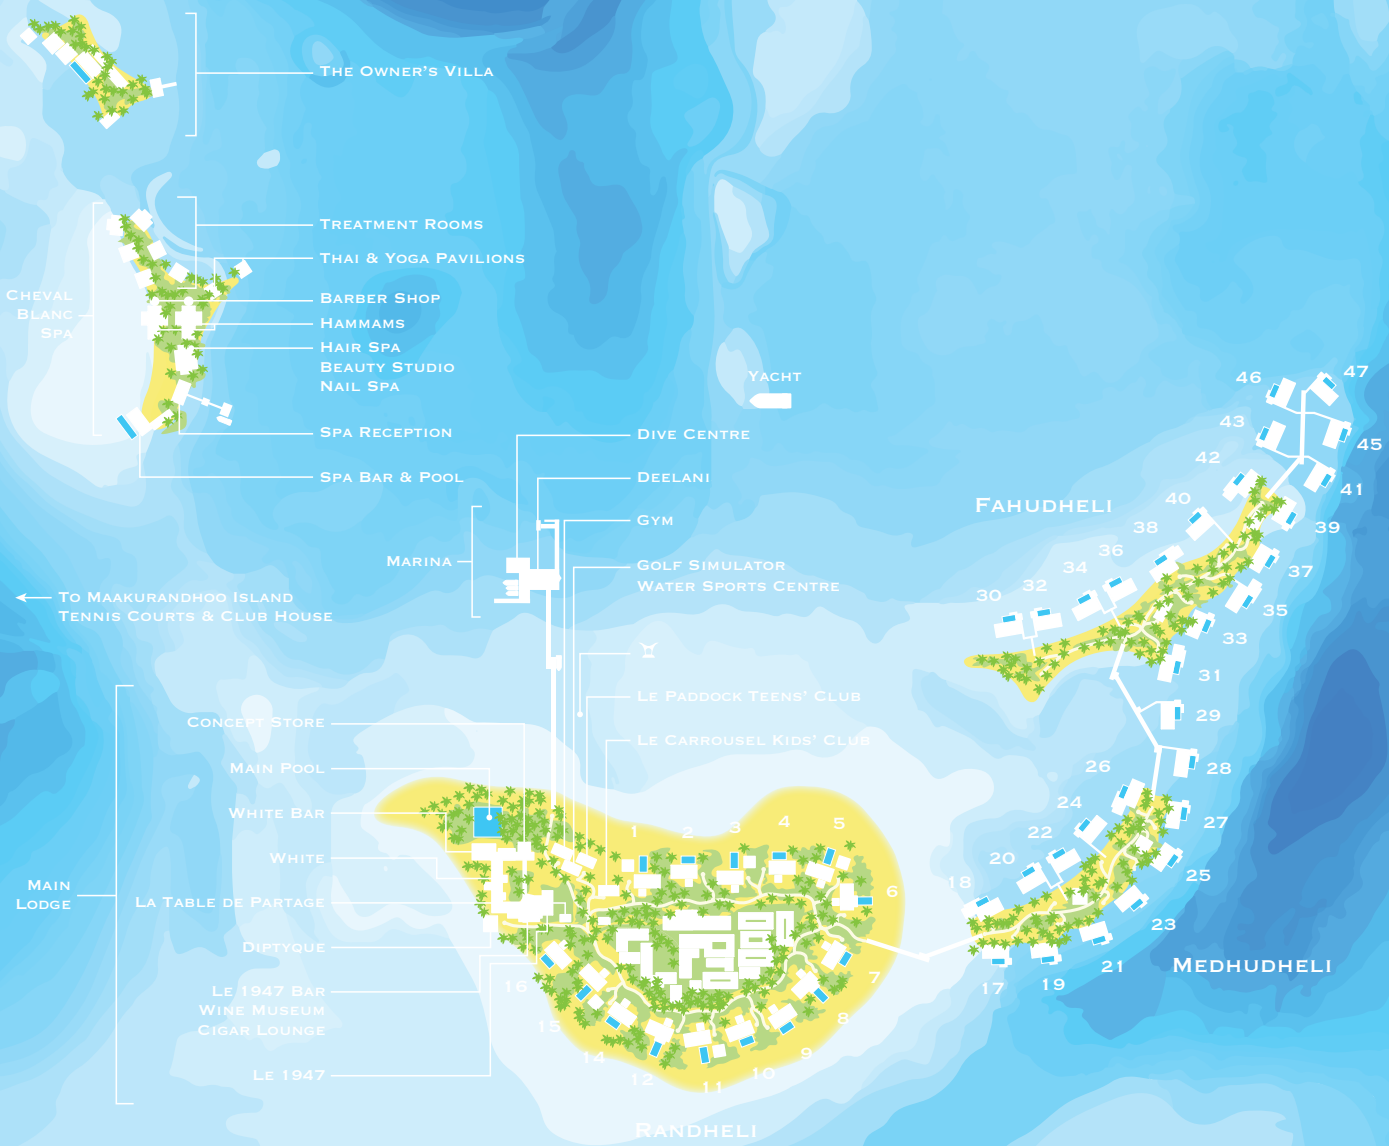 THE OWNER'S VILLA
TREATMENT ROOMS
THAI & YOGA PAVILIONS
CHEVAL
BLANC
SPA
BARBER SHOP
HAMMAMS
HAIR SPA
BEAUTY STUDIO
NAIL SPA
SPA RECEPTION
SPA BAR & POOL
YACHT
DIVE CENTRE
DEELANI
GYM
MARINA
GOLF SIMULATOR
WATER SPORTS CENTRE
TO MAAKURANDHOO ISLAND
TENNIS COURTS & CLUB HOUSE
LE PADDOCK TEENS' CLUB
LE CARROUSEL KIDS' CLUB
CONCEPT STORE
MAIN POOL
WHITE BAR
WHITE
MAIN
LODGE
LA TABLE DE PARTAGE
DIPTYQUE
LE 1947 BAR
WINE MUSEUM
CIGAR LOUNGE
LE 1947
1
2
3
4
5
6
7
8
9
10
11
12
14
15
16
RANDHELI
FAHUDHELI
46
47
43
45
42
41
40
39
38
37
36
35
34
33
32
31
30
29
28
27
26
25
24
23
22
21
20
19
18
17
MEDHUDHELI